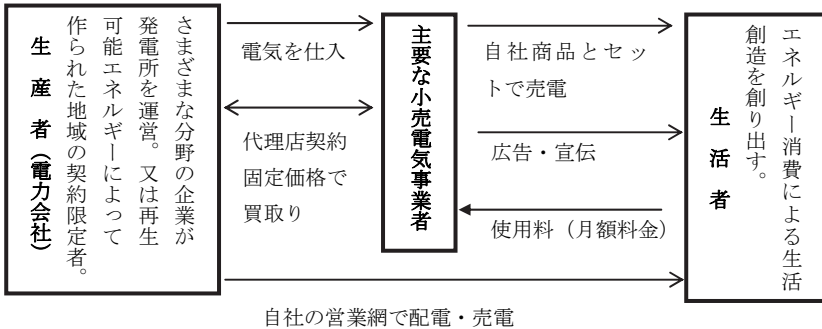 生産者(電力会社)
さまざまな分野の企業が
発電所を運営。又は再生
可能エネルギーによって
作られた地域の契約限定者。
電気を仕入
代理店契約
固定価格で
買取り
主要な小売電気事業者
自社商品とセッ
トで売電
広告・宣伝
使用料（月額料金）
エネルギー消費による生活
創造を創り出す。
生活者
自社の営業網で配電・売電